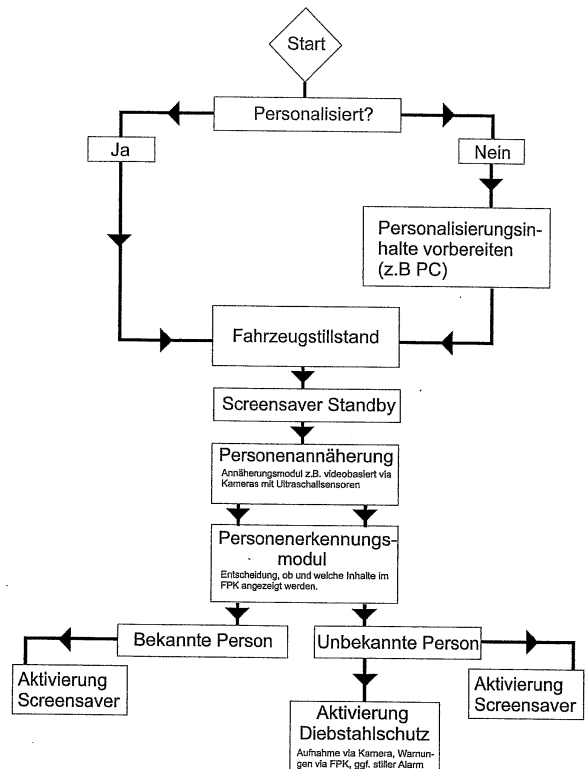 Start
Personalisiert?
Ja
Nein
Personalisierungsin-
halte vorbereiten
(z.B PC)
Fahrzeugtillstand
Screensaver Standby
Personenannäherung
Annäherungsmodul z.B. videobasiert via
Kameras mit Ultraschallsensoren
Personenerkennungs-
modul
Entscheidung, ob und welche Inhalte im
FPK angezeigt werden.
Bekannte Person
Unbekannte Person
Aktivierung
Screensaver
Aktivierung
Diebstahlschutz
Aufnahme via Kamera, Warnun-
gen via FPK, ggf. stiller Alarm
Aktivierung
Screensaver